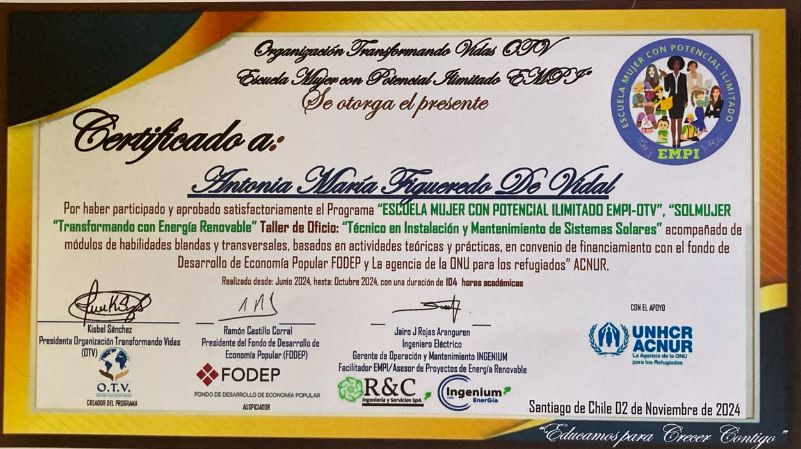 Organización Transformando Vidas OTV
Escuela Mujer con Potencial Ilimitado EMPI"
Se otorga el presente
Certificado a:
ESCUELA MUJER CON POTENCIAL ILIMITADO
EMPI
Antonia María Figueredo De Vidal
Por haber participado y aprobado satisfactoriamente el Programa "ESCUELA MUJER CON POTENCIAL ILIMITADO EMPI-OTV", "SOLMUJER
"Transformando con Energía Renovable" Taller de Oficio: "Técnico en Instalación y Mantenimiento de Sistemas Solares" acompañado de
módulos de habilidades blandas y transversales, basados en actividades teóricas y prácticas, en convenio de financiamiento con el fondo de
Desarrollo de Economía Popular FODEP y La agencia de la ONU para los refugiados" ACNUR.
Realizado desde: Junio 2024, hasta: Octubre 2024, con una duración de 104 horas académicas
Kisbel Sánchez
Presidenta Organización Transformando Vidas
(OTV)
O.T.V.
CREADOR DEL PROGRAMA
Ramón Castillo Corral
Presidente del Fondo de Desarrollo de
Economía Popular (FODEP)
FODEP
FONDO DE DESARROLLO DE ECONOMÍA POPULAR
AUSPICIADOR
Jairo J Rojas Aranguren
Ingeniero Eléctrico
Gerente de Operación y Mantenimiento INGENIUM
Facilitador EMPI/Asesor de Proyectos de Energía Renovable
R&C
Ingeniería y Servicios SpA
Ingenium
EnerGía
CON EL APOYO
UNHCR
ACNUR
La Agencia de la ONU
para los Refugiados
Santiago de Chile 02 de Noviembre de 2024
"Educamos para Crecer Contigo"